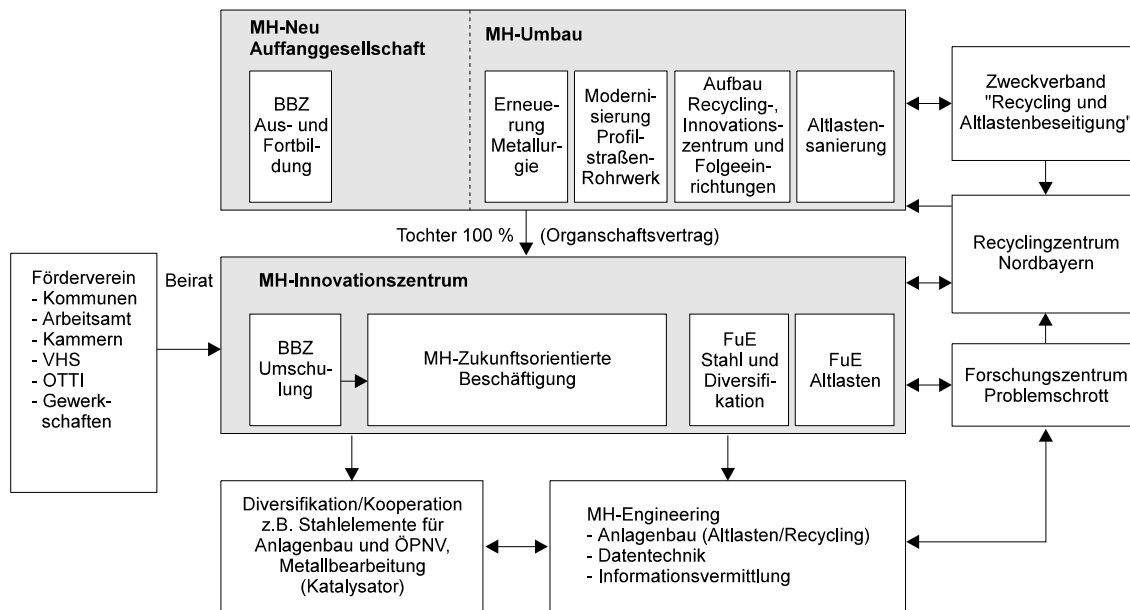 MH-Neu
Auffanggesellschaft
MH-Umbau
BBZ
Aus- und
Fortbil-
dung
Erneue-
rung
Metallur-
gie
Moderni-
sierung
Profil-
straßen-
Rohrwerk
Aufbau
Recycling-,
Innovations-
zentrum und
Folgeein-
richtungen
Altlasten-
sanierung
Zweckverband
"Recycling und
Altlastenbeseitigung"
Tochter 100 % (Organschaftsvertrag)
Recyclingzentrum
Nordbayern
Förderverein
- Kommunen
- Arbeitsamt
- Kammern
- VHS
- OTTI
- Gewerk-
schaften
Beirat
MH-Innovationszentrum
BBZ
Umschu-
lung
MH-Zukunftsorientierte
Beschäftigung
FuE
Stahl und
Diversifi-
kation
FuE
Altlasten
Forschungszentrum
Problemschrott
Diversifikation/Kooperation
z.B. Stahlelemente für
Anlagenbau und ÖPNV,
Metallbearbeitung
(Katalysator)
MH-Engineering
- Anlagenbau (Altlasten/Recycling)
- Datentechnik
- Informationsvermittlung